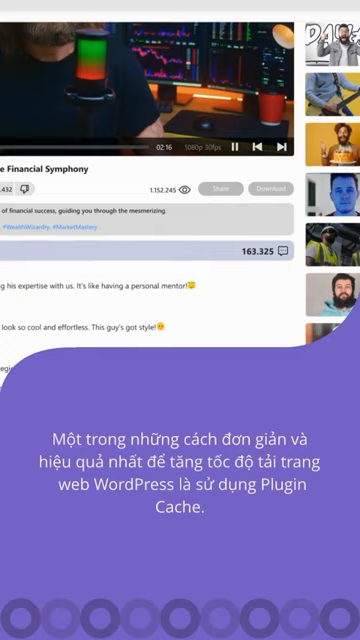 02:16 1080p 30fps
e Financial Symphony
.432 1.152.245 Share Download
of financial success, guiding you through the mesmerizing
#WealthWizardry, #MarketMastery
163.325
ng his expertise with us. It's like having a personal mentor!
look so cool and effortless. This guy's got style!
Một trong những cách đơn giản và
hiệu quả nhất để tăng tốc độ tải trang
web WordPress là sử dụng Plugin
Cache.